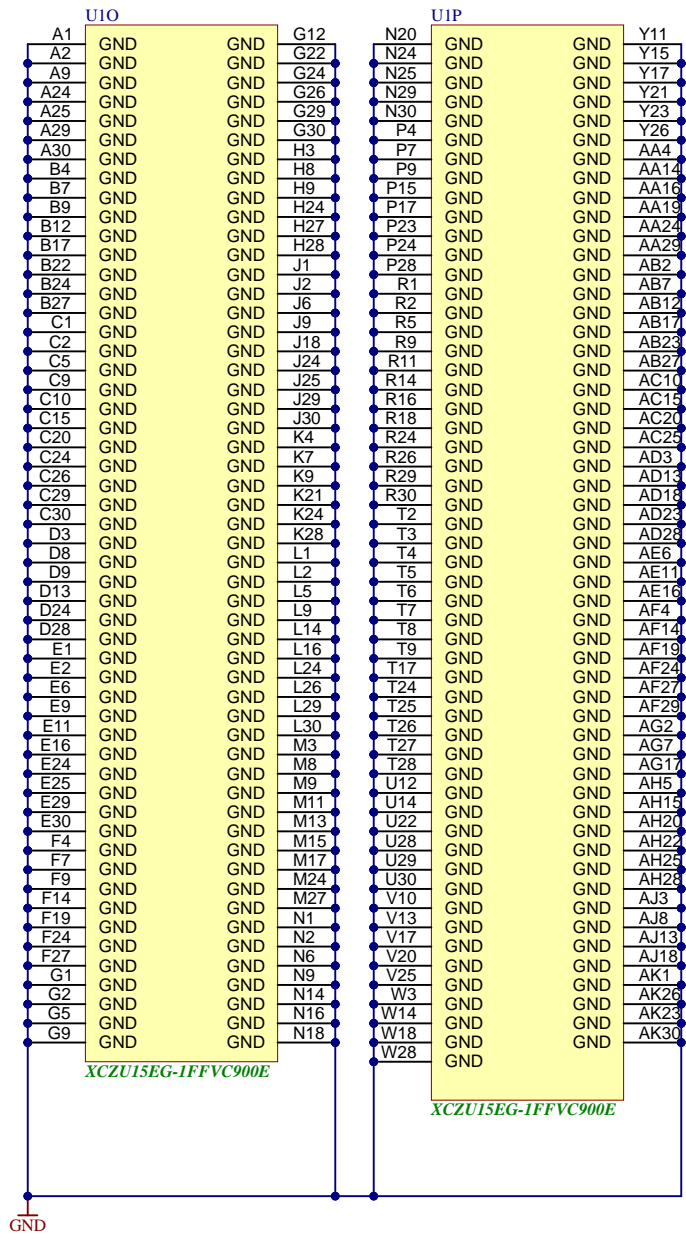 U1O
A1 GND GND G12
A2 GND GND G22
A9 GND GND G24
A24 GND GND G26
A25 GND GND G29
A29 GND GND G30
A30 GND GND H3
B4 GND GND H8
B7 GND GND H9
B9 GND GND H24
B12 GND GND H27
B17 GND GND H28
B22 GND GND J1
B24 GND GND J2
B27 GND GND J6
C1 GND GND J9
C2 GND GND J18
C5 GND GND J24
C9 GND GND J25
C10 GND GND J29
C15 GND GND J30
C20 GND GND K4
C24 GND GND K7
C26 GND GND K9
C29 GND GND K21
C30 GND GND K24
D3 GND GND K28
D8 GND GND L1
D9 GND GND L2
D13 GND GND L5
D24 GND GND L9
D28 GND GND L14
E1 GND GND L16
E2 GND GND L24
E6 GND GND L26
E9 GND GND L29
E11 GND GND L30
E16 GND GND M3
E24 GND GND M8
E25 GND GND M9
E29 GND GND M11
E30 GND GND M13
F4 GND GND M15
F7 GND GND M17
F9 GND GND M24
F14 GND GND M27
F19 GND GND N1
F24 GND GND N2
F27 GND GND N6
G1 GND GND N9
G2 GND GND N14
G5 GND GND N16
G9 GND GND N18
XCZU15EG-1FFVC900E
U1P
N20 GND GND Y11
N24 GND GND Y15
N25 GND GND Y17
N29 GND GND Y21
N30 GND GND Y23
P4 GND GND Y26
P7 GND GND AA4
P9 GND GND AA14
P15 GND GND AA16
P17 GND GND AA19
P23 GND GND AA24
P24 GND GND AA29
P28 GND GND AB2
R1 GND GND AB7
R2 GND GND AB12
R5 GND GND AB17
R9 GND GND AB23
R11 GND GND AB27
R14 GND GND AC10
R16 GND GND AC15
R18 GND GND AC20
R24 GND GND AC25
R26 GND GND AD3
R29 GND GND AD13
R30 GND GND AD18
T2 GND GND AD23
T3 GND GND AD28
T4 GND GND AE6
T5 GND GND AE11
T6 GND GND AE16
T7 GND GND AF4
T8 GND GND AF14
T9 GND GND AF19
T17 GND GND AF24
T24 GND GND AF27
T25 GND GND AF29
T26 GND GND AG2
T27 GND GND AG7
T28 GND GND AG17
U12 GND GND AH5
U14 GND GND AH15
U22 GND GND AH20
U28 GND GND AH22
U29 GND GND AH25
U30 GND GND AH28
V10 GND GND AJ3
V13 GND GND AJ8
V17 GND GND AJ13
V20 GND GND AJ18
V25 GND GND AK1
W3 GND GND AK26
W14 GND GND AK23
W18 GND GND AK30
W28 GND
XCZU15EG-1FFVC900E
GND